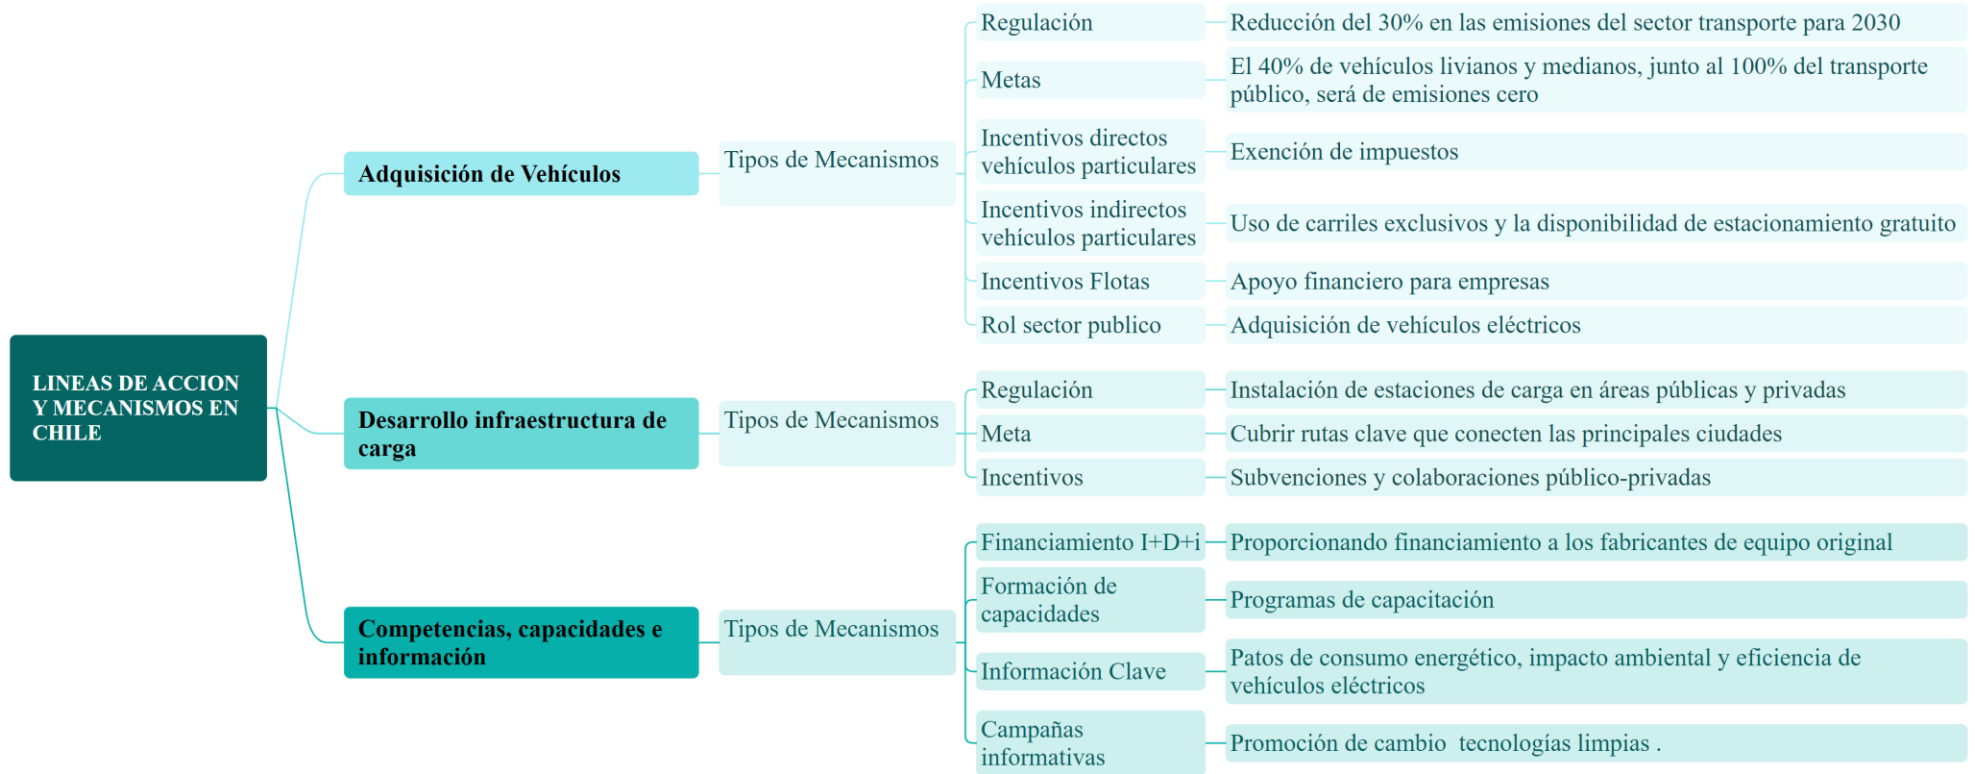 LINEAS DE ACCION
Y MECANISMOS EN
CHILE
Adquisición de Vehículos
Tipos de Mecanismos
Regulación
Reducción del 30% en las emisiones del sector transporte para 2030
Metas
El 40% de vehículos livianos y medianos, junto al 100% del transporte
público, será de emisiones cero
Incentivos directos
vehículos particulares
Exención de impuestos
Incentivos indirectos
vehículos particulares
Uso de carriles exclusivos y la disponibilidad de estacionamiento gratuito
Incentivos Flotas
Apoyo financiero para empresas
Rol sector publico
Adquisición de vehículos eléctricos
Desarrollo infraestructura de
carga
Tipos de Mecanismos
Regulación
Instalación de estaciones de carga en áreas públicas y privadas
Meta
Cubrir rutas clave que conecten las principales ciudades
Incentivos
Subvenciones y colaboraciones público-privadas
Competencias, capacidades e
información
Tipos de Mecanismos
Financiamiento I+D+i
Proporcionando financiamiento a los fabricantes de equipo original
Formación de
capacidades
Programas de capacitación
Información Clave
Patos de consumo energético, impacto ambiental y eficiencia de
vehículos eléctricos
Campañas
informativas
Promoción de cambio  tecnologías limpias .